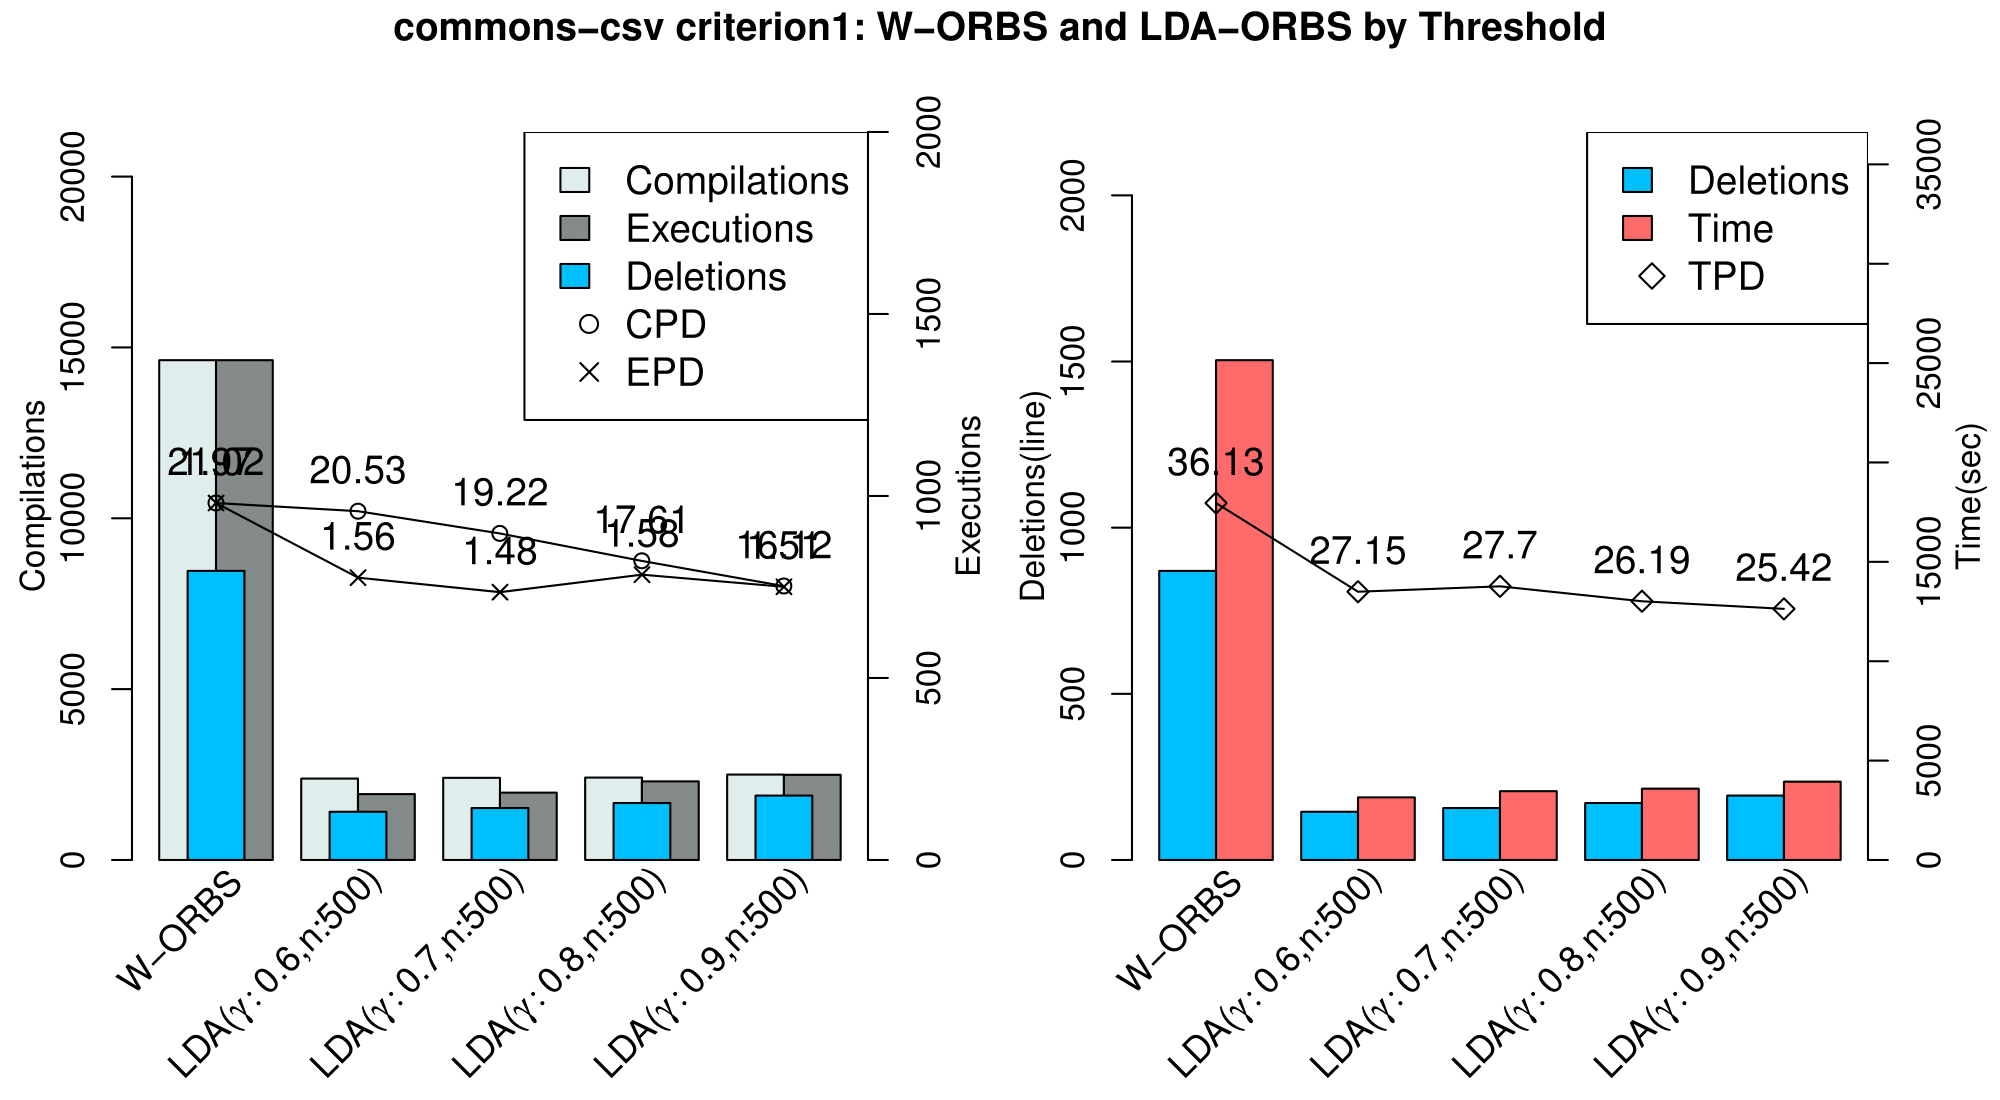 commons−csv criterion1: W−ORBS and LDA−ORBS by Threshold
Compilations
0
5000
10000
15000
20000
Compilations
Executions
Deletions
CPD
EPD
20.53
19.22
17.61
1.56
1.48
1.58
0
500
1000
1500
2000
Executions
W−ORBS
LDA(γ: 0.6,n:500)
LDA(γ: 0.7,n:500)
LDA(γ: 0.8,n:500)
LDA(γ: 0.9,n:500)
Deletions(line)
0
500
1000
1500
2000
Deletions
Time
TPD
36.13
27.15
27.7
26.19
25.42
0
5000
15000
25000
35000
Time(sec)
W−ORBS
LDA(γ: 0.6,n:500)
LDA(γ: 0.7,n:500)
LDA(γ: 0.8,n:500)
LDA(γ: 0.9,n:500)